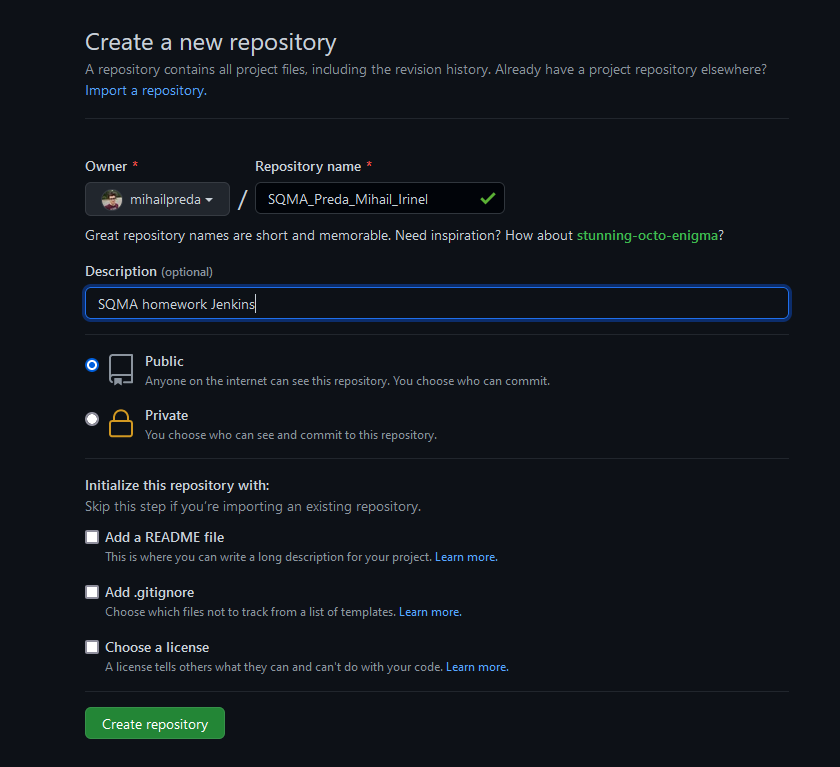 Create a new repository
A repository contains all project files, including the revision history. Already have a project repository elsewhere?
Import a repository.
Owner * Repository name *
mihailpreda / SQMA_Preda_Mihail_Irinel
Great repository names are short and memorable. Need inspiration? How about stunning-octo-enigma?
Description (optional)
SQMA homework Jenkins
Public
Anyone on the internet can see this repository. You choose who can commit.
Private
You choose who can see and commit to this repository.
Initialize this repository with:
Skip this step if you're importing an existing repository.
Add a README file
This is where you can write a long description for your project. Learn more.
Add .gitignore
Choose which files not to track from a list of templates. Learn more.
Choose a license
A license tells others what they can and can't do with your code. Learn more.
Create repository